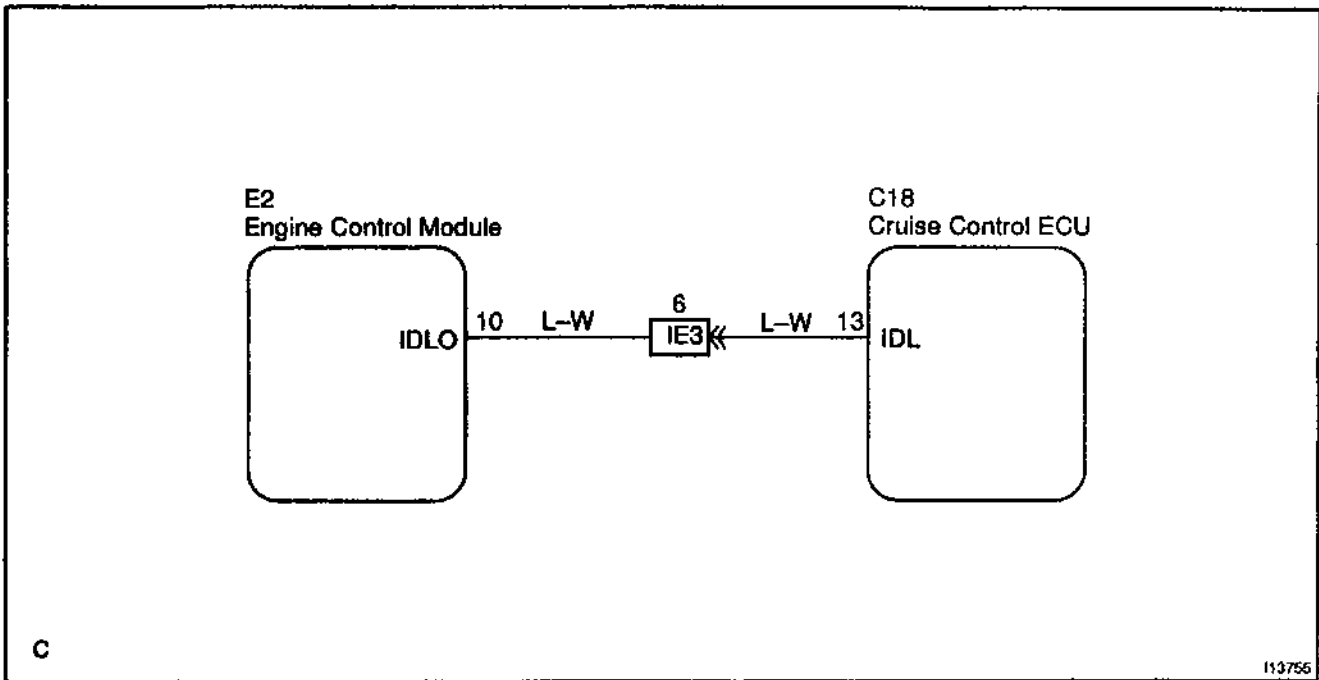 E2
Engine Control Module
C18
Cruise Control ECU
6
10 L–W IE3 L–W 13
IDLO IDL
C
I13755